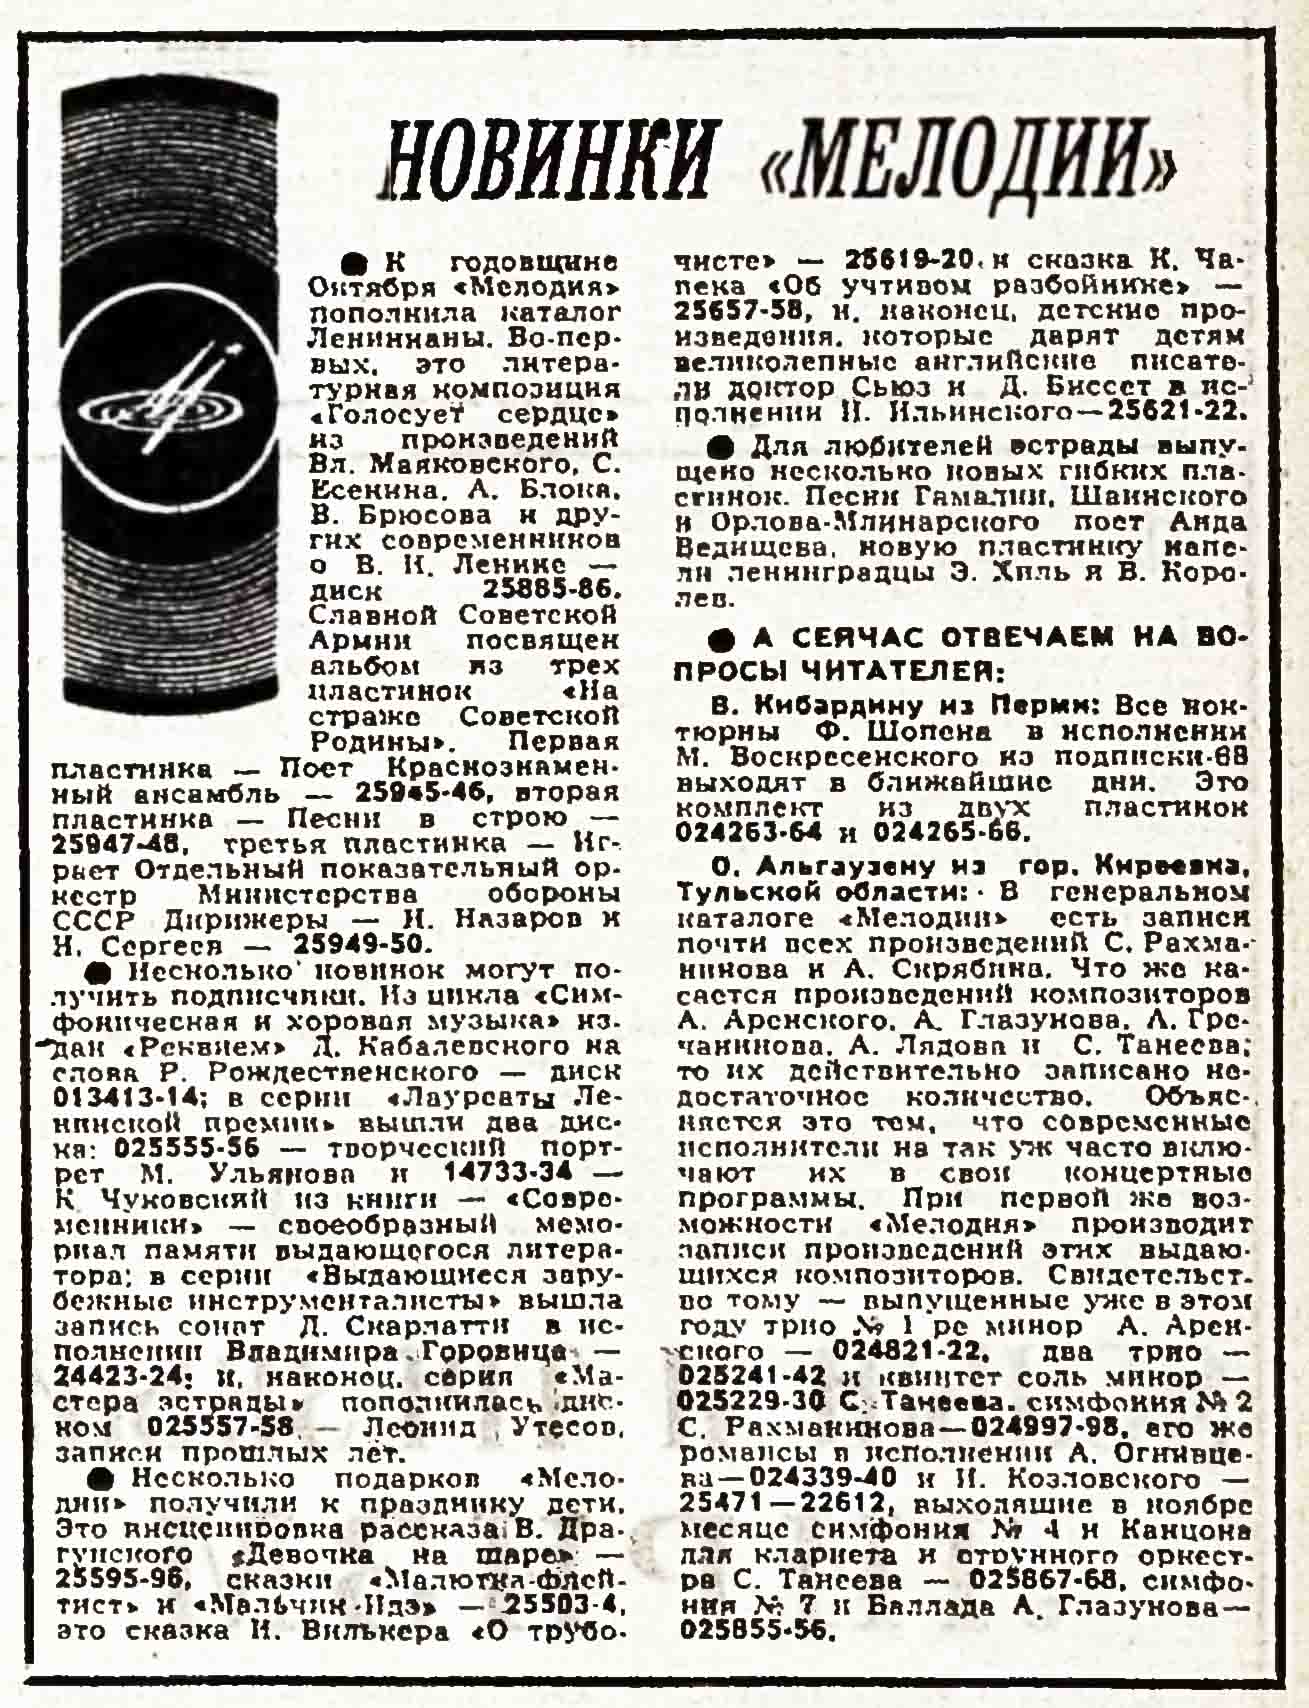 НОВИНКИ «МЕЛОДИИ»
● К годовщине
Октября «Мелодия»
пополнила каталог
Ленинианы. Во-пер-
вых, это литера-
турная композиция
«Голосует сердце»
из произведений
Вл. Маяковского, С.
Есенина, А. Блока,
В. Брюсова и дру-
гих современников
о В. И. Ленине —
диск 25885-86.
Славной Советской
Армии посвящен
альбом из трех
пластинок «На
страже Советской
Родины». Первая
пластинка — Поет Краснознамен-
ный ансамбль — 25945-46, вторая
пластинка — Песни в строю —
25947-48, третья пластинка — Иг-
рает Отдельный показательный ор-
кестр Министерства обороны
СССР Дирижеры — И. Назаров и
Н. Сергеев — 25949-50.
● Несколько новинок могут по-
лучить подписчики. Из цикла «Сим-
фоническая и хоровая музыка» из-
дан «Реквием» Д. Кабалевского на
слова Р. Рождественского — диск
013413-14; в серии «Лауреаты Ле-
нинской премии» вышли два дис-
ка: 025555-56 — творческий порт-
рет М. Ульянова и 14733-34 —
К Чуковский из книги — «Совре-
менники» — своеобразный мемо-
риал памяти выдающегося литера-
тора; в серии «Выдающиеся зару-
бежные инструменталисты» вышла
запись сонат Д. Скарлатти в ис-
полнении Владимира Горовица —
24423-24; и, наконец, серия «Ма-
стера эстрады» пополнилась дис-
ком 025557-58 — Леонид Утесов,
записи прошлых лет.
● Несколько подарков «Мело-
дии» получили к празднику дети.
Это инсценировка рассказа В. Дра-
гунского «Девочка на шаре» —
25595-96, сказки «Малютка-флей-
тист» и «Мальчик-Идэ» — 25503-4,
это сказка И. Вилькера «О трубо-
чисте» — 25619-20, и сказка К. Ча-
пека «Об учтивом разбойнике» —
25657-58, и, наконец, детские про-
изведения, которые дарят детям
великолепные английские писате-
ли доктор Сьюз и Д. Биссет в ис-
полнении И. Ильинского—25621-22.
● Для любителей эстрады выпу-
щено несколько новых гибких пла-
стинок. Песни Гамалии, Шаинского
и Орлова-Млинарского поет Аида
Ведищева, новую пластинку напе-
ли ленинградцы Э. Хиль и В. Коро-
лев.
● А СЕЙЧАС ОТВЕЧАЕМ НА ВО-
ПРОСЫ ЧИТАТЕЛЕЙ:
В. Кибардину из Перми: Все нок-
тюрны Ф. Шопена в исполнении
М. Воскресенского из подписки-68
выходят в ближайшие дни. Это
комплект из двух пластинок
024263-64 и 024265-66.
О. Альгаузену из гор. Киреевка,
Тульской области: В генеральном
каталоге «Мелодии» есть записи
почти всех произведений С. Рахма-
нинова и А. Скрябина. Что же ка-
сается произведений композиторов
А. Аренского, А. Глазунова, А. Гре-
чанинова, А. Лядова и С. Танеева;
то их действительно записано не-
достаточное количество. Объяс-
няется это тем, что современные
исполнители на так уж часто вклю-
чают их в свои концертные
программы. При первой же воз-
можности «Мелодия» производит
записи произведений этих выдаю-
щихся композиторов. Свидетельст-
во тому — выпущенные уже в этом
году трио № 1 ре минор А. Арен-
ского — 024821-22, два трио —
025241-42 и квинтет соль минор —
025229-30 С. Танеева, симфония № 2
С. Рахманинова—024997-98, его же
романсы в исполнении А. Огнивце-
ва—024339-40 и И. Козловского —
25471—22612, выходящие в ноябре
месяце симфония № 4 и Канцона
для кларнета и струнного оркест-
ра С. Танеева — 025867-68, симфо-
ния № 7 и Баллада А. Глазунова—
025855-56.